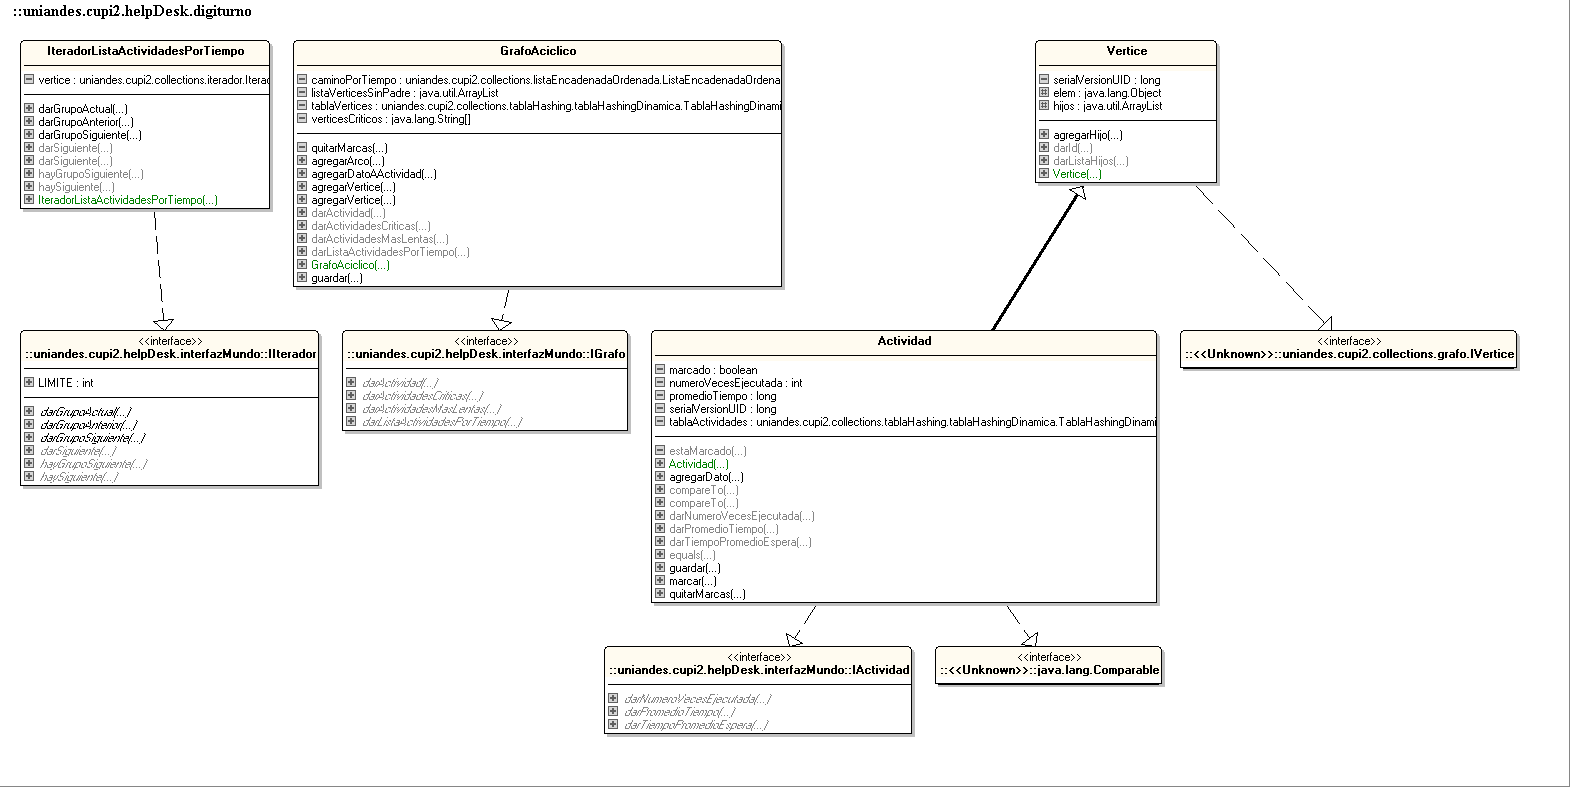 ::uniandes.cupi2.helpDesk.digiturno
IteradorListaActividadesPorTiempo
vertice : uniandes.cupi2.collections.iterador.Iterad
darGrupoActual(...)
darGrupoAnterior(...)
darGrupoSiguiente(...)
darSiguiente(...)
darSiguiente(...)
hayGrupoSiguiente(...)
haySiguiente(...)
IteradorListaActividadesPorTiempo(...)
GrafoAciclico
caminoPorTiempo : uniandes.cupi2.collections.listaEncadenadaOrdenada.ListaEncadenadaOrdena
listaVerticesSinPadre : java.util.ArrayList
tablaVertices : uniandes.cupi2.collections.tablaHashing.tablaHashingDinamica.TablaHashingDinami
verticesCriticos : java.lang.String[]
quitarMarcas(...)
agregarArco(...)
agregarDatoAActividad(...)
agregarVertice(...)
agregarVertice(...)
darActividad(...)
darActividadesCriticas(...)
darActividadesMasLentas(...)
darListaActividadesPorTiempo(...)
GrafoAciclico(...)
guardar(...)
Vertice
serialVersionUID : long
elem : java.lang.Object
hijos : java.util.ArrayList
agregarHijo(...)
darId(...)
darListaHijos(...)
Vertice(...)
<<interface>>
::uniandes.cupi2.helpDesk.interfazMundo::IIterador
LIMITE : int
darGrupoActual(...)
darGrupoAnterior(...)
darGrupoSiguiente(...)
darSiguiente(...)
hayGrupoSiguiente(...)
haySiguiente(...)
<<interface>>
::uniandes.cupi2.helpDesk.interfazMundo::IGrafo
darActividad(...)
darActividadesCriticas(...)
darActividadesMasLentas(...)
darListaActividadesPorTiempo(...)
Actividad
marcado : boolean
numeroVecesEjecutada : int
promedioTiempo : long
serialVersionUID : long
tablaActividades : uniandes.cupi2.collections.tablaHashing.tablaHashingDinamica.TablaHashingDinami
estaMarcado(...)
Actividad(...)
agregarDato(...)
compareTo(...)
compareTo(...)
darNumeroVecesEjecutada(...)
darPromedioTiempo(...)
darTiempoPromedioEspera(...)
equals(...)
guardar(...)
marcar(...)
quitarMarcas(...)
<<interface>>
::<<Unknown>>::uniandes.cupi2.collections.grafo.IVertice
<<interface>>
::uniandes.cupi2.helpDesk.interfazMundo::IActividad
darNumeroVecesEjecutada(...)
darPromedioTiempo(...)
darTiempoPromedioEspera(...)
<<interface>>
::<<Unknown>>::java.lang.Comparable